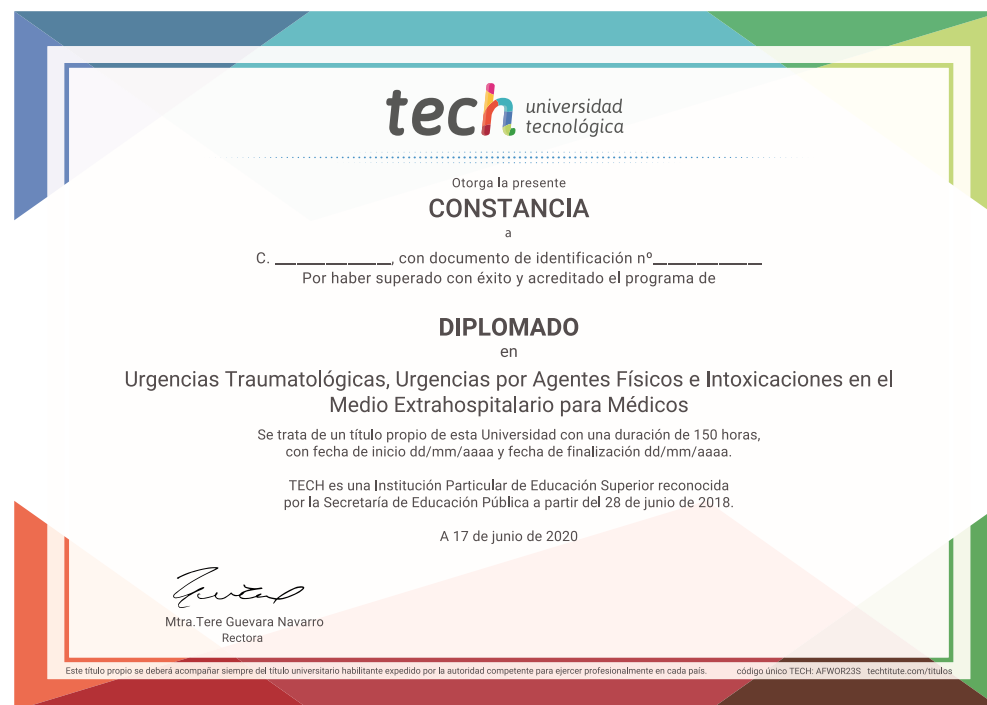 tech universidad
tecnológica
Otorga la presente
CONSTANCIA
a
C. ______________, con documento de identificación nº_____________
Por haber superado con éxito y acreditado el programa de
DIPLOMADO
en
Urgencias Traumatológicas, Urgencias por Agentes Físicos e Intoxicaciones en el
Medio Extrahospitalario para Médicos
Se trata de un título propio de esta Universidad con una duración de 150 horas,
con fecha de inicio dd/mm/aaaa y fecha de finalización dd/mm/aaaa.
TECH es una Institución Particular de Educación Superior reconocida
por la Secretaría de Educación Pública a partir del 28 de junio de 2018.
A 17 de junio de 2020
Mtra.Tere Guevara Navarro
Rectora
Este título propio se deberá acompañar siempre del título universitario habilitante expedido por la autoridad competente para ejercer profesionalmente en cada país. código único TECH: AFWOR23S techtitute.com/titulos